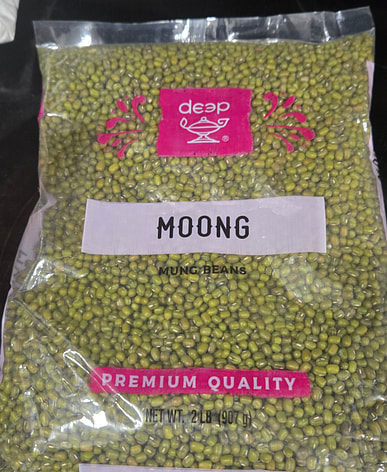 deep
®
MOONG
MUNG BEANS
PREMIUM QUALITY
NET WT. 2 LB (907 g)